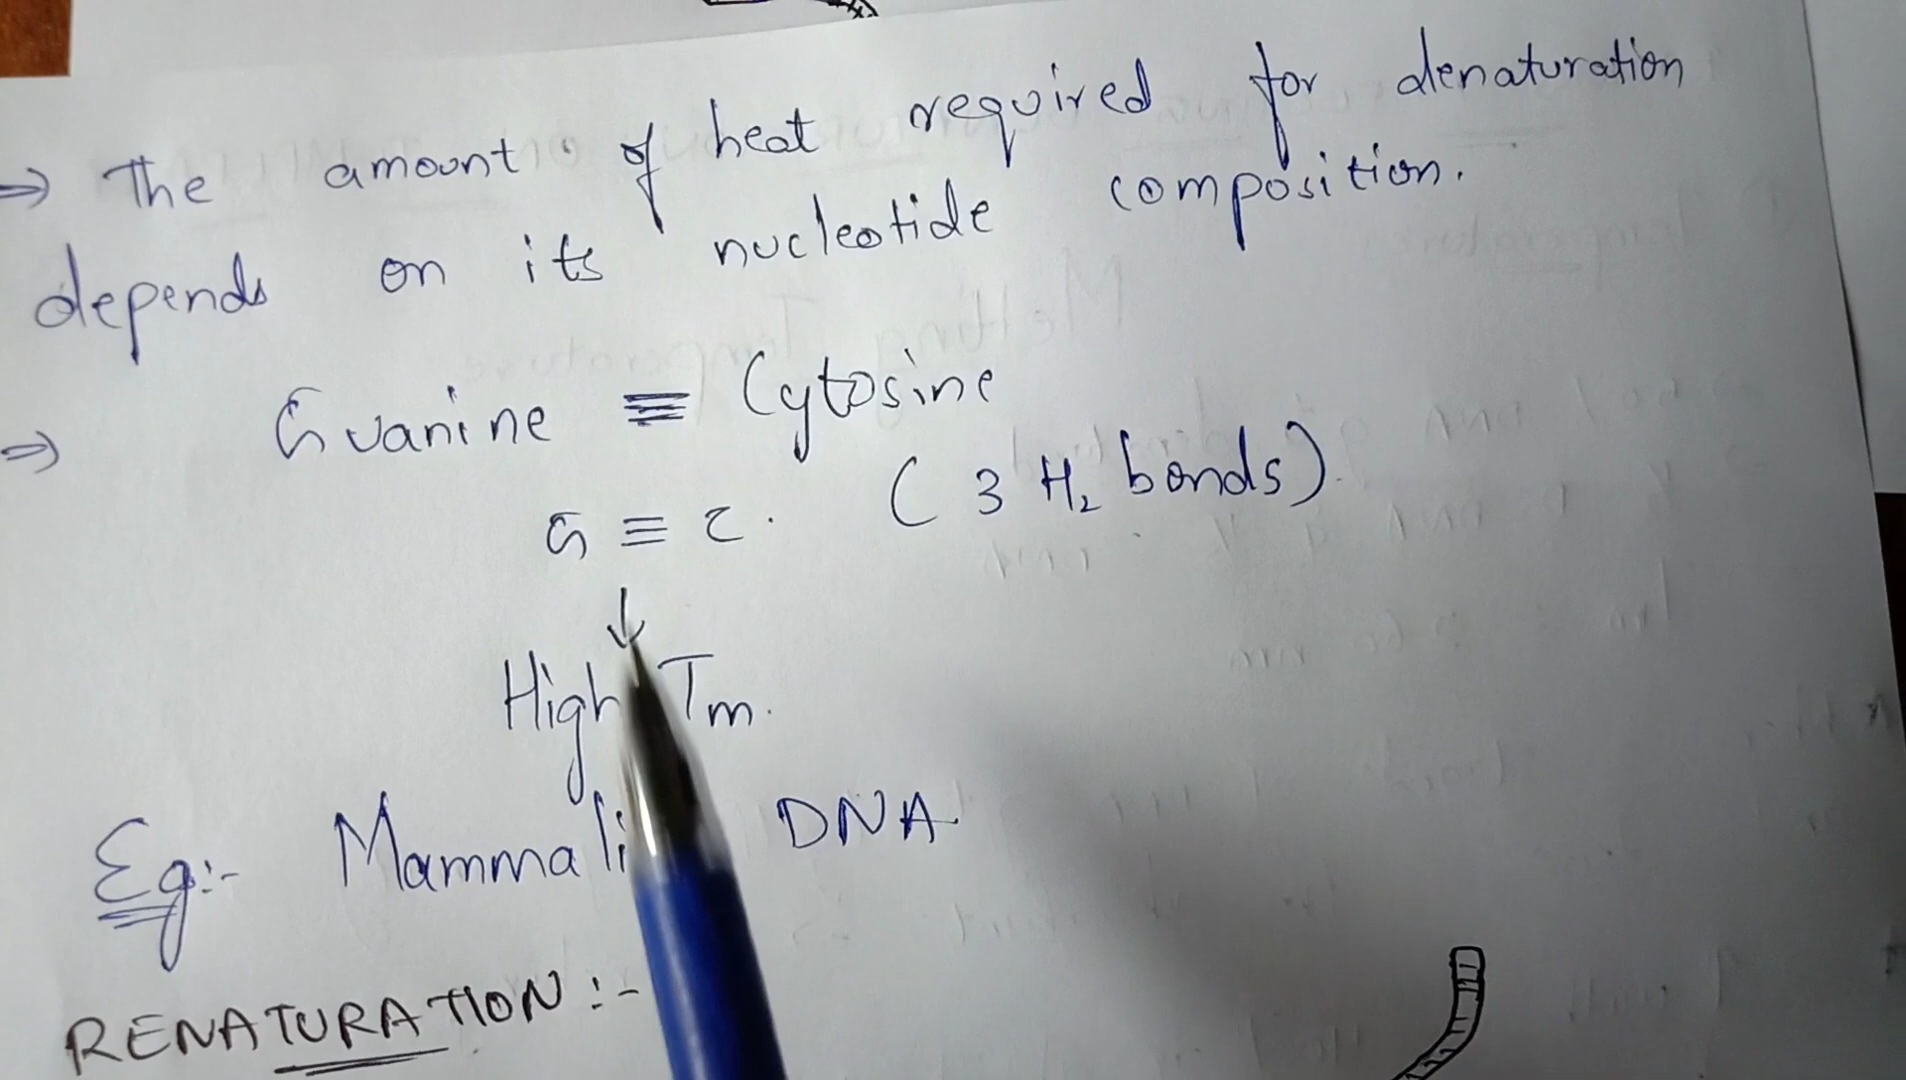 ⇒ The amount of heat required for denaturation
depends on its nucleotide composition.
⇒ Guanine ≡ Cytosine
G ≡ C. (3 H₂ bonds)
↓
High Tm.
Eg:- DNA
RENATURATION :-